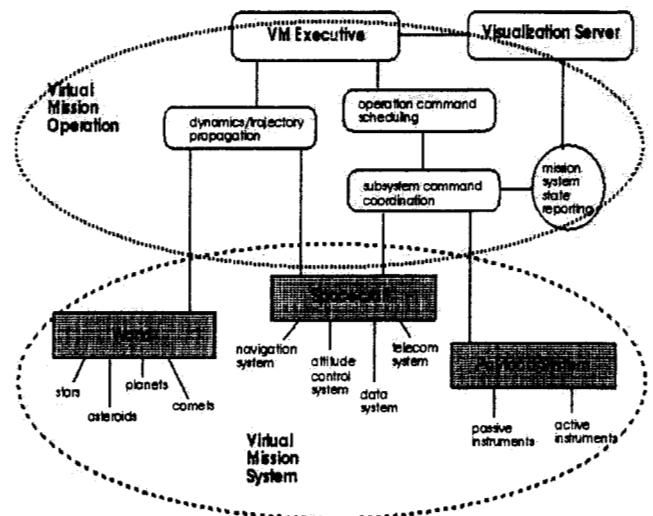 VM Executive
Visualization Server
Virtual
Mission
Operation
operation command
scheduling
dynamics/trajectory
propagation
subsystem command
coordination
mission
system
state
reporting
Spacecraft
navigation
system
attitude
control
system
data
system
telecom
system
stars
asteroids
planets
comets
passive
instruments
active
instruments
Virtual
Mission
System